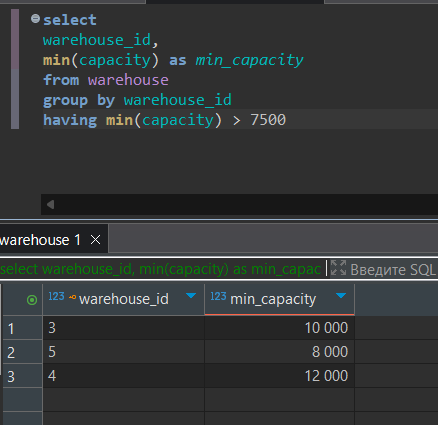 select
warehouse_id,
min(capacity) as min_capacity
from warehouse
group by warehouse_id
having min(capacity) > 7500
warehouse 1
select warehouse_id, min(capacity) as min_capac Введите SQL
123 warehouse_id 123 min_capacity
1 3 10 000
2 5 8 000
3 4 12 000